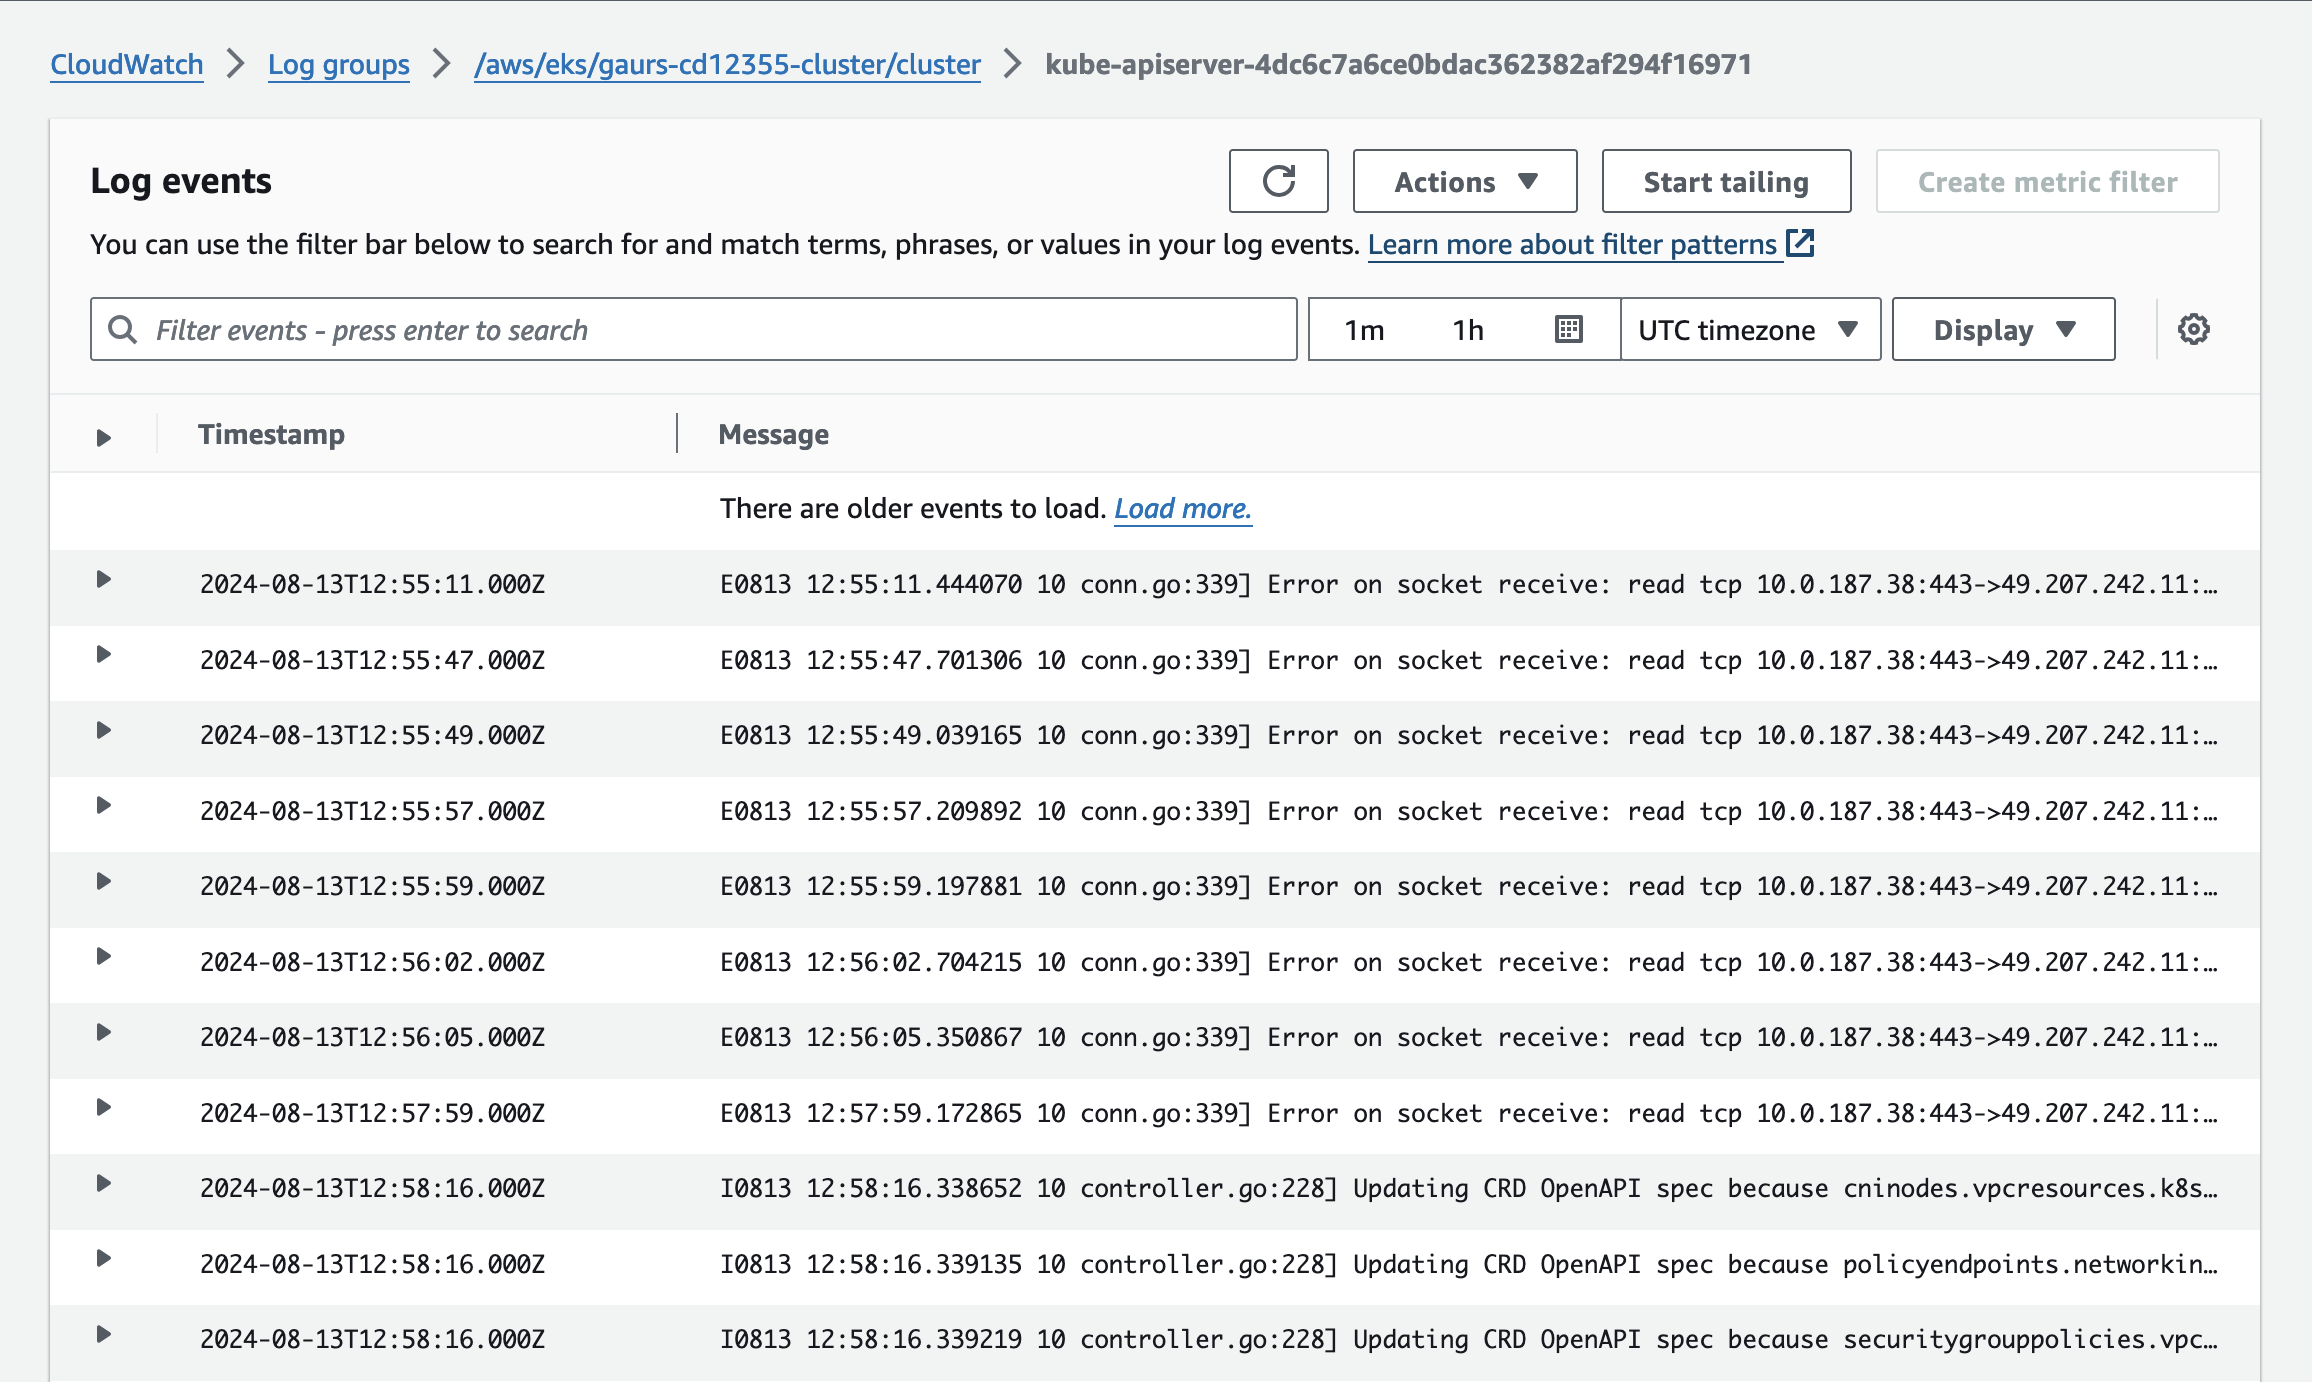 CloudWatch > Log groups > /aws/eks/gaurs-cd12355-cluster/cluster > kube-apiserver-4dc6c7a6ce0bdac362382af294f16971
Log events
Actions
Start tailing
Create metric filter
You can use the filter bar below to search for and match terms, phrases, or values in your log events. Learn more about filter patterns
Filter events - press enter to search
1m 1h
UTC timezone
Display
Timestamp Message
There are older events to load. Load more.
2024-08-13T12:55:11.000Z E0813 12:55:11.444070 10 conn.go:339] Error on socket receive: read tcp 10.0.187.38:443->49.207.242.11:…
2024-08-13T12:55:47.000Z E0813 12:55:47.701306 10 conn.go:339] Error on socket receive: read tcp 10.0.187.38:443->49.207.242.11:…
2024-08-13T12:55:49.000Z E0813 12:55:49.039165 10 conn.go:339] Error on socket receive: read tcp 10.0.187.38:443->49.207.242.11:…
2024-08-13T12:55:57.000Z E0813 12:55:57.209892 10 conn.go:339] Error on socket receive: read tcp 10.0.187.38:443->49.207.242.11:…
2024-08-13T12:55:59.000Z E0813 12:55:59.197881 10 conn.go:339] Error on socket receive: read tcp 10.0.187.38:443->49.207.242.11:…
2024-08-13T12:56:02.000Z E0813 12:56:02.704215 10 conn.go:339] Error on socket receive: read tcp 10.0.187.38:443->49.207.242.11:…
2024-08-13T12:56:05.000Z E0813 12:56:05.350867 10 conn.go:339] Error on socket receive: read tcp 10.0.187.38:443->49.207.242.11:…
2024-08-13T12:57:59.000Z E0813 12:57:59.172865 10 conn.go:339] Error on socket receive: read tcp 10.0.187.38:443->49.207.242.11:…
2024-08-13T12:58:16.000Z I0813 12:58:16.338652 10 controller.go:228] Updating CRD OpenAPI spec because cninodes.vpcresources.k8s…
2024-08-13T12:58:16.000Z I0813 12:58:16.339135 10 controller.go:228] Updating CRD OpenAPI spec because policyendpoints.networkin…
2024-08-13T12:58:16.000Z I0813 12:58:16.339219 10 controller.go:228] Updating CRD OpenAPI spec because securitygrouppolicies.vpc…